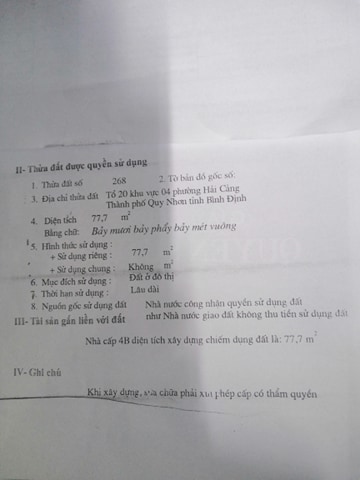 II- Thửa đất được quyền sử dụng
1. Thửa đất số 268 2. Tờ bản đồ gốc số:
3. Địa chỉ thửa đất Tổ 20 khu vực 04 phường Hải Cảng
Thành phố Quy Nhơn tỉnh Bình Định
4. Diện tích 77,7 m2
Bằng chữ: Bảy mươi bảy phẩy bảy mét vuông
5. Hình thức sử dụng :
+ Sử dụng riêng : 77,7 m2
+ Sử dụng chung : Không m2
6. Mục đích sử dụng : Đất ở đô thị
7. Thời hạn sử dụng : Lâu dài
8. Nguồn gốc sử dụng đất Nhà nước công nhân quyền sử dụng đất
III- Tài sản gắn liền với đất như Nhà nước giao đất không thu tiền sử dụng đất
Nhà cấp 4B diện tích xây dựng chiếm dụng đất là: 77,7 m2
IV- Ghi chú
Khi xây dựng, sửa chữa phải xin phép cấp có thẩm quyền